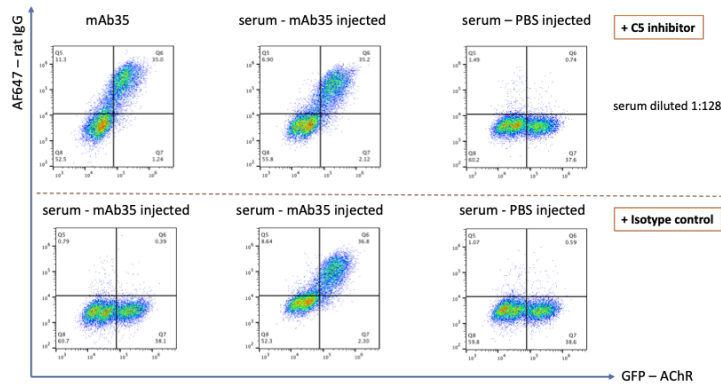 mAb35
serum - mAb35 injected
serum – PBS injected
+ C5 inhibitor
AF647 – rat IgG
Q5
11.3
Q6
35.0
Q8
52.5
Q7
1.24
Q5
6.90
Q6
35.2
Q8
55.8
Q7
2.12
Q5
1.49
Q6
0.74
Q8
60.2
Q7
37.6
serum diluted 1:128
serum - mAb35 injected
serum - mAb35 injected
serum - PBS injected
+ Isotype control
Q5
0.79
Q6
0.39
Q8
60.7
Q7
38.1
Q5
8.64
Q6
36.8
Q8
52.3
Q7
2.30
Q5
1.07
Q6
0.59
Q8
59.8
Q7
38.6
GFP – AChR